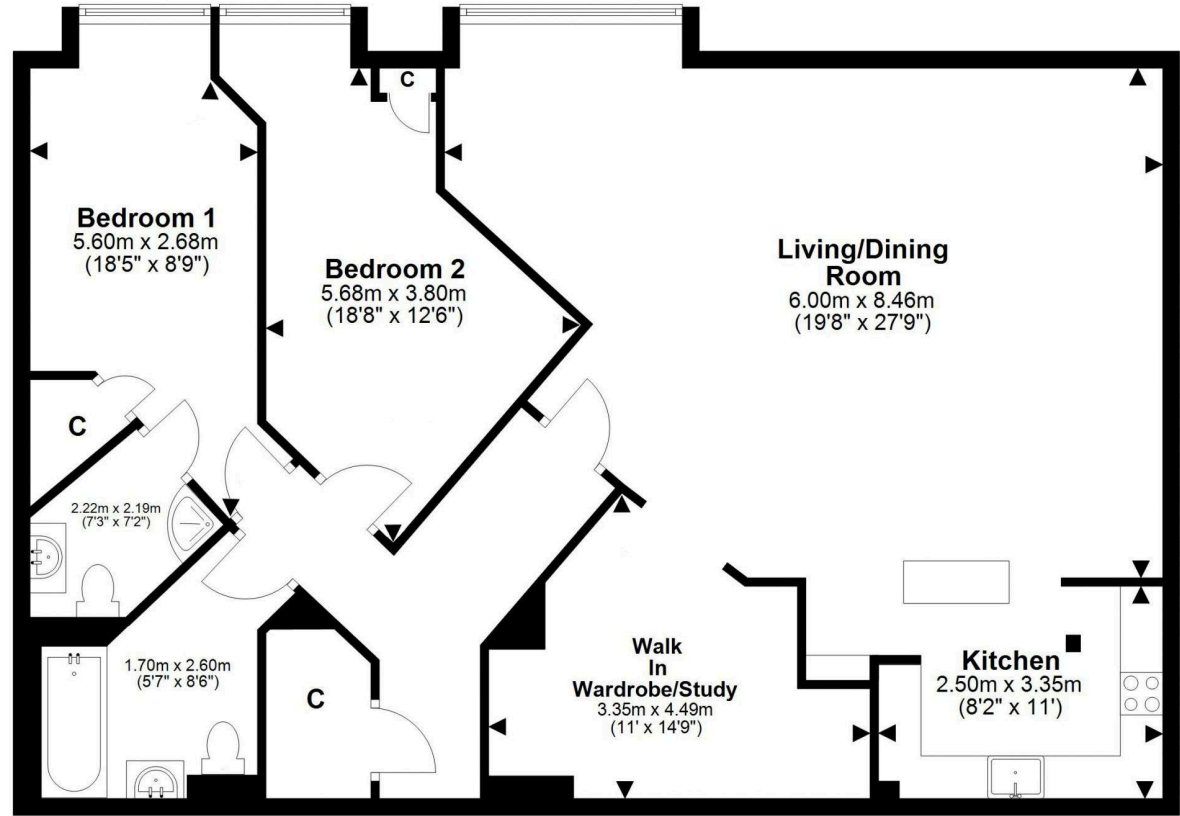 C
Bedroom 1
5.60m x 2.68m
(18'5" x 8'9")
Bedroom 2
5.68m x 3.80m
(18'8" x 12'6")
Living/Dining
Room
6.00m x 8.46m
(19'8" x 27'9")
C
2.22m x 2.19m
(7'3" x 7'2")
1.70m x 2.60m
(5'7" x 8'6")
C
Walk
In
Wardrobe/Study
3.35m x 4.49m
(11' x 14'9")
Kitchen
2.50m x 3.35m
(8'2" x 11')